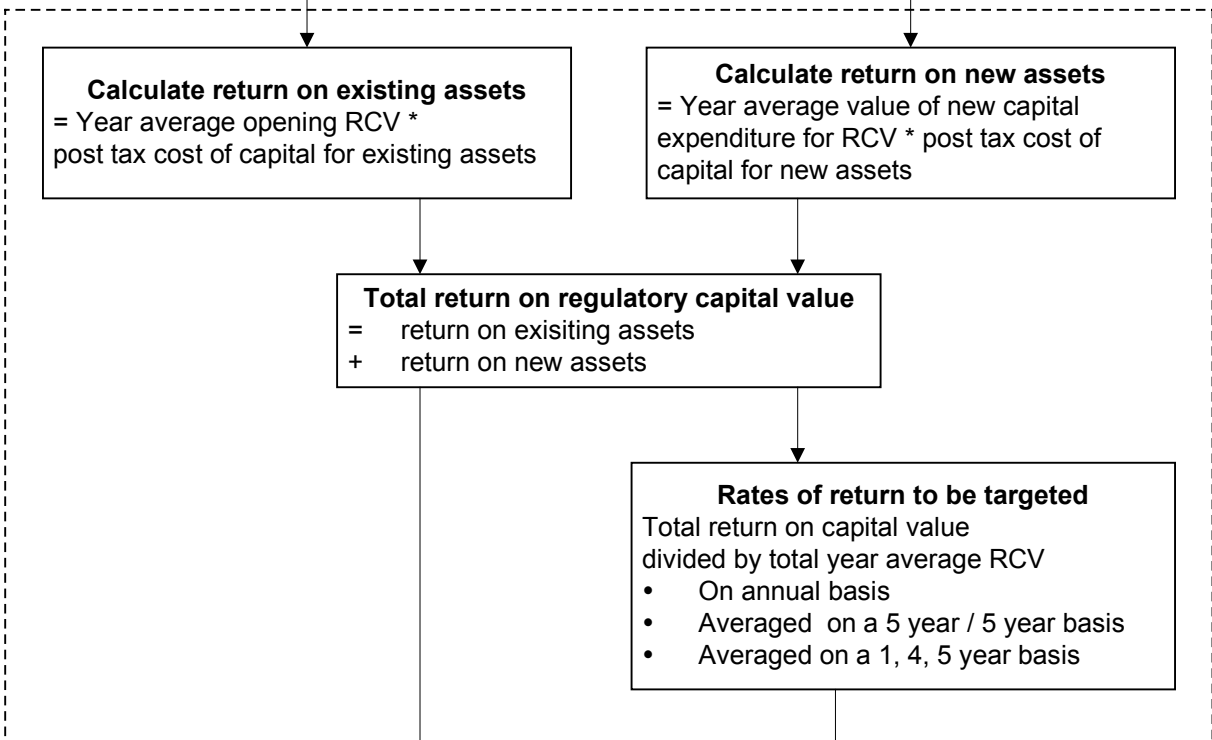 Calculate return on existing assets
= Year average opening RCV *
post tax cost of capital for existing assets
Calculate return on new assets
= Year average value of new capital
expenditure for RCV * post tax cost of
capital for new assets
Total return on regulatory capital value
= return on exisiting assets
+ return on new assets
Rates of return to be targeted
Total return on capital value
divided by total year average RCV
• On annual basis
• Averaged on a 5 year / 5 year basis
• Averaged on a 1, 4, 5 year basis